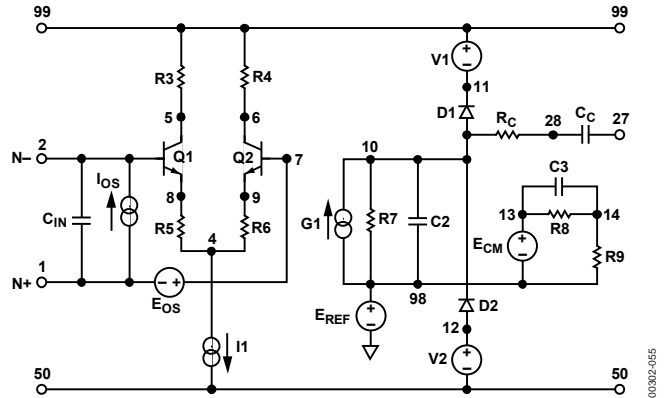 99
99
R3
R4
V1
11
5
6
D1
RC
28
CC
27
2
N–
Q1
Q2
7
10
IOS
C3
8
9
13
14
CIN
R5
R6
G1
R7
C2
R8
4
ECM
R9
1
N+
EOS
98
D2
EREF
12
I1
V2
50
50
00302-055